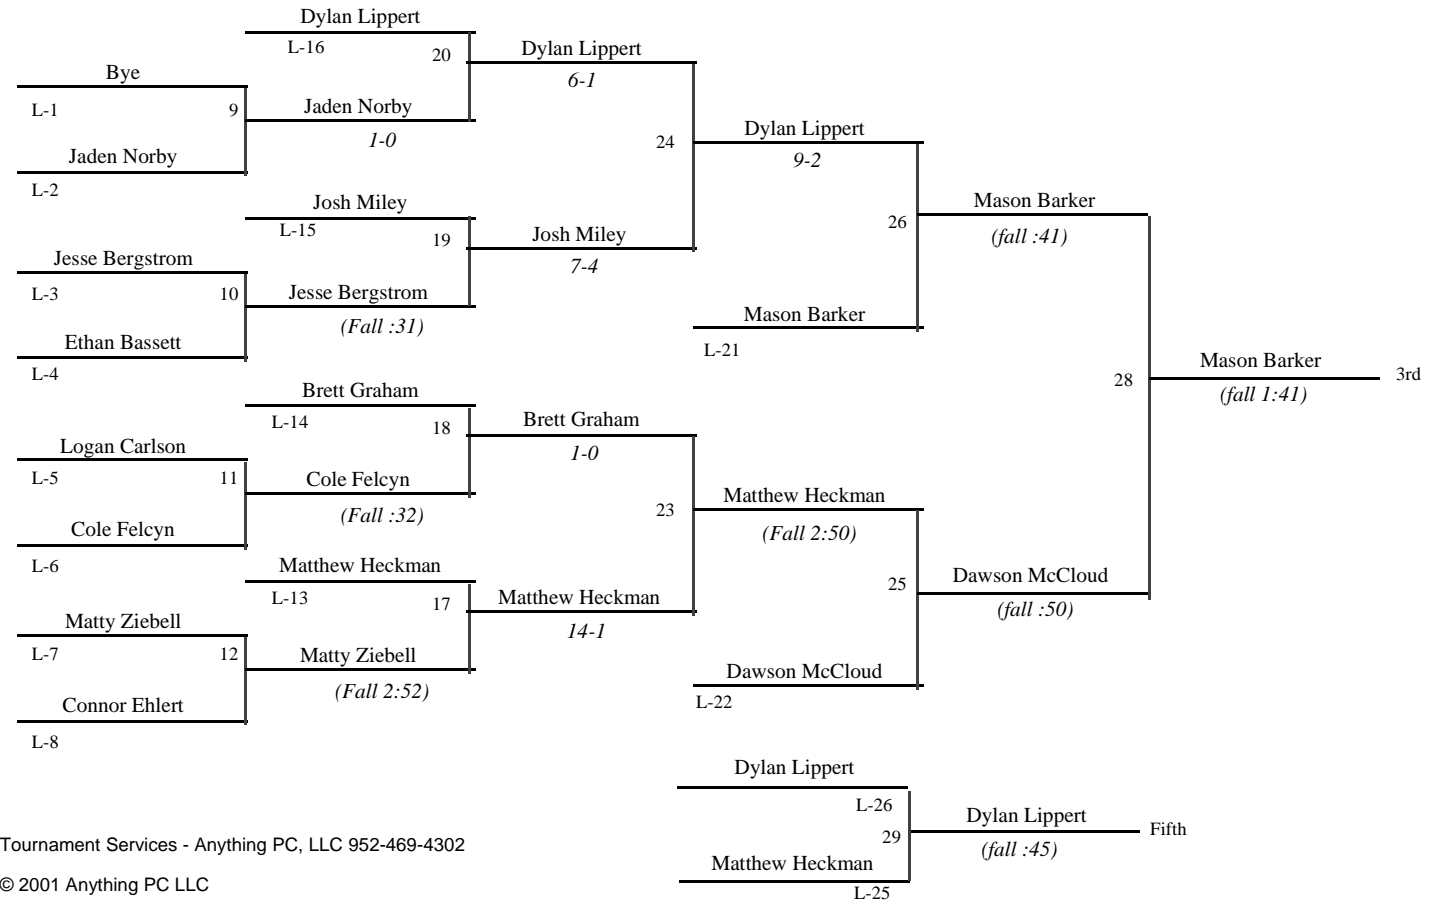 Dylan Lippert
L-16
20
Dylan Lippert
6-1
Bye
L-1
9
Jaden Norby
1-0
24
Dylan Lippert
9-2
Jaden Norby
L-2
Josh Miley
L-15
19
Josh Miley
7-4
26
Mason Barker
(fall :41)
Jesse Bergstrom
L-3
10
Jesse Bergstrom
(Fall :31)
Mason Barker
L-21
Ethan Bassett
L-4
28
Mason Barker
(fall 1:41)
3rd
Brett Graham
L-14
18
Brett Graham
1-0
Logan Carlson
L-5
11
Cole Felcyn
(Fall :32)
23
Matthew Heckman
(Fall 2:50)
Cole Felcyn
L-6
Matthew Heckman
L-13
17
Matthew Heckman
14-1
25
Dawson McCloud
(fall :50)
Matty Ziebell
L-7
12
Matty Ziebell
(Fall 2:52)
Dawson McCloud
L-22
Connor Ehlert
L-8
Dylan Lippert
L-26
29
Dylan Lippert
(fall :45)
Fifth
Matthew Heckman
L-25
Tournament Services - Anything PC, LLC 952-469-4302
© 2001 Anything PC LLC